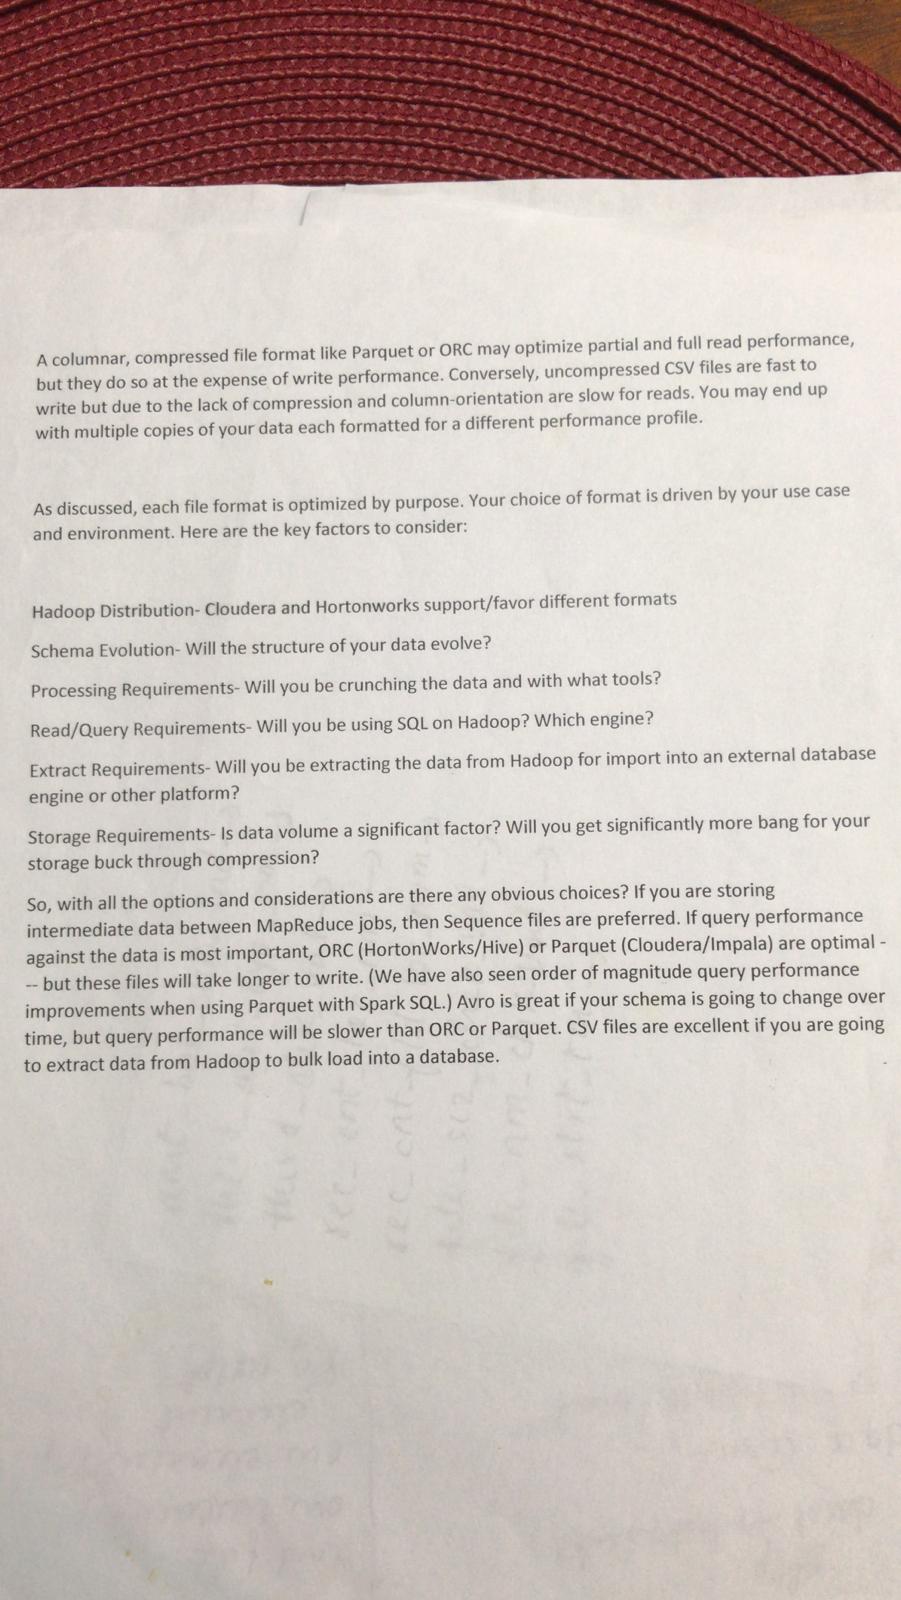 A columnar, compressed file format like Parquet or ORC may optimize partial and full read performance,
but they do so at the expense of write performance. Conversely, uncompressed CSV files are fast to
write but due to the lack of compression and column-orientation are slow for reads. You may end up
with multiple copies of your data each formatted for a different performance profile.
As discussed, each file format is optimized by purpose. Your choice of format is driven by your use case
and environment. Here are the key factors to consider:
Hadoop Distribution- Cloudera and Hortonworks support/favor different formats
Schema Evolution- Will the structure of your data evolve?
Processing Requirements- Will you be crunching the data and with what tools?
Read/Query Requirements- Will you be using SQL on Hadoop? Which engine?
Extract Requirements- Will you be extracting the data from Hadoop for import into an external database
engine or other platform?
Storage Requirements- Is data volume a significant factor? Will you get significantly more bang for your
storage buck through compression?
So, with all the options and considerations are there any obvious choices? If you are storing
intermediate data between MapReduce jobs, then Sequence files are preferred. If query performance
against the data is most important, ORC (HortonWorks/Hive) or Parquet (Cloudera/Impala) are optimal -
-- but these files will take longer to write. (We have also seen order of magnitude query performance
improvements when using Parquet with Spark SQL.) Avro is great if your schema is going to change over
time, but query performance will be slower than ORC or Parquet. CSV files are excellent if you are going
to extract data from Hadoop to bulk load into a database.